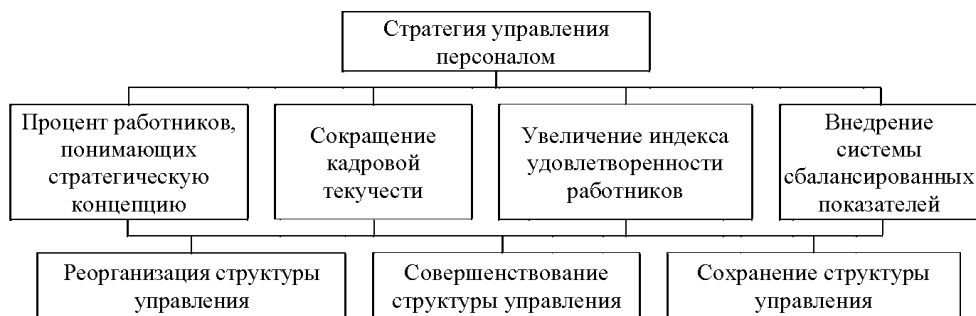 Стратегия управления
персоналом
Процент работников,
понимающих
стратегическую
концепцию
Сокращение
кадровой
текучести
Увеличение индекса
удовлетворенности
работников
Внедрение
системы
сбалансированных
показателей
Реорганизация структуры
управления
Совершенствование
структуры управления
Сохранение структуры
управления